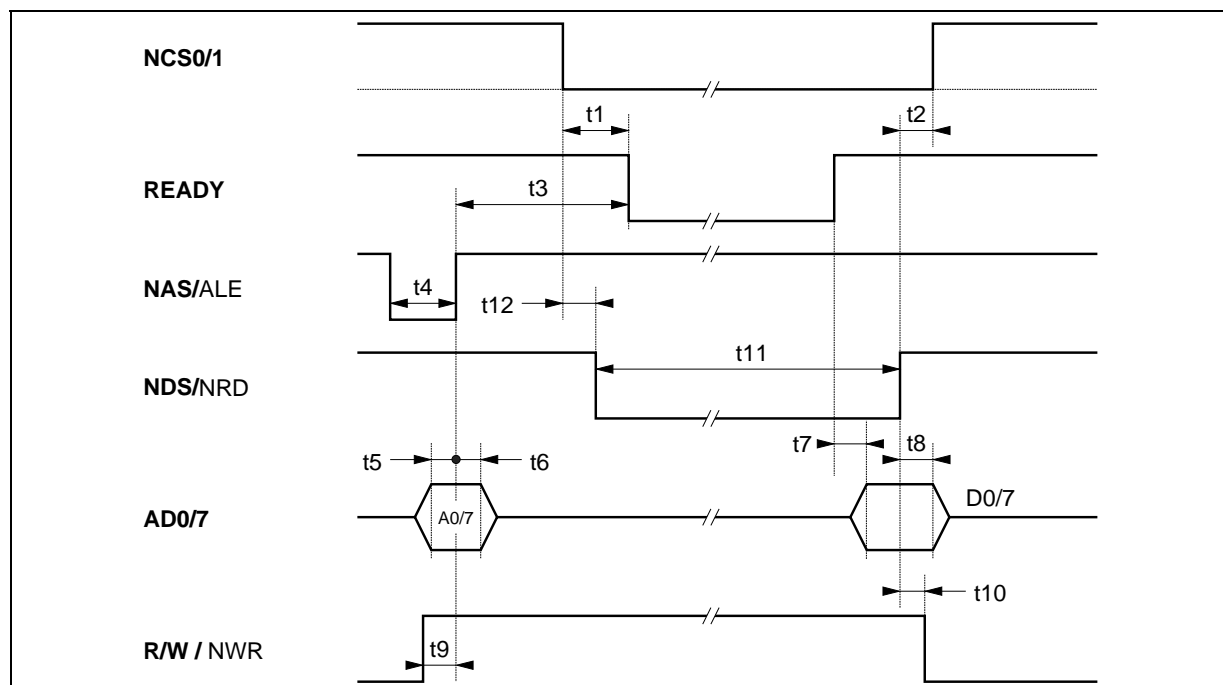 NCS0/1
t1
t2
READY
t3
NAS/ALE
t4
t12
t11
NDS/NRD
t7
t8
t5
t6
AD0/7
A0/7
D0/7
t10
R/W / NWR
t9